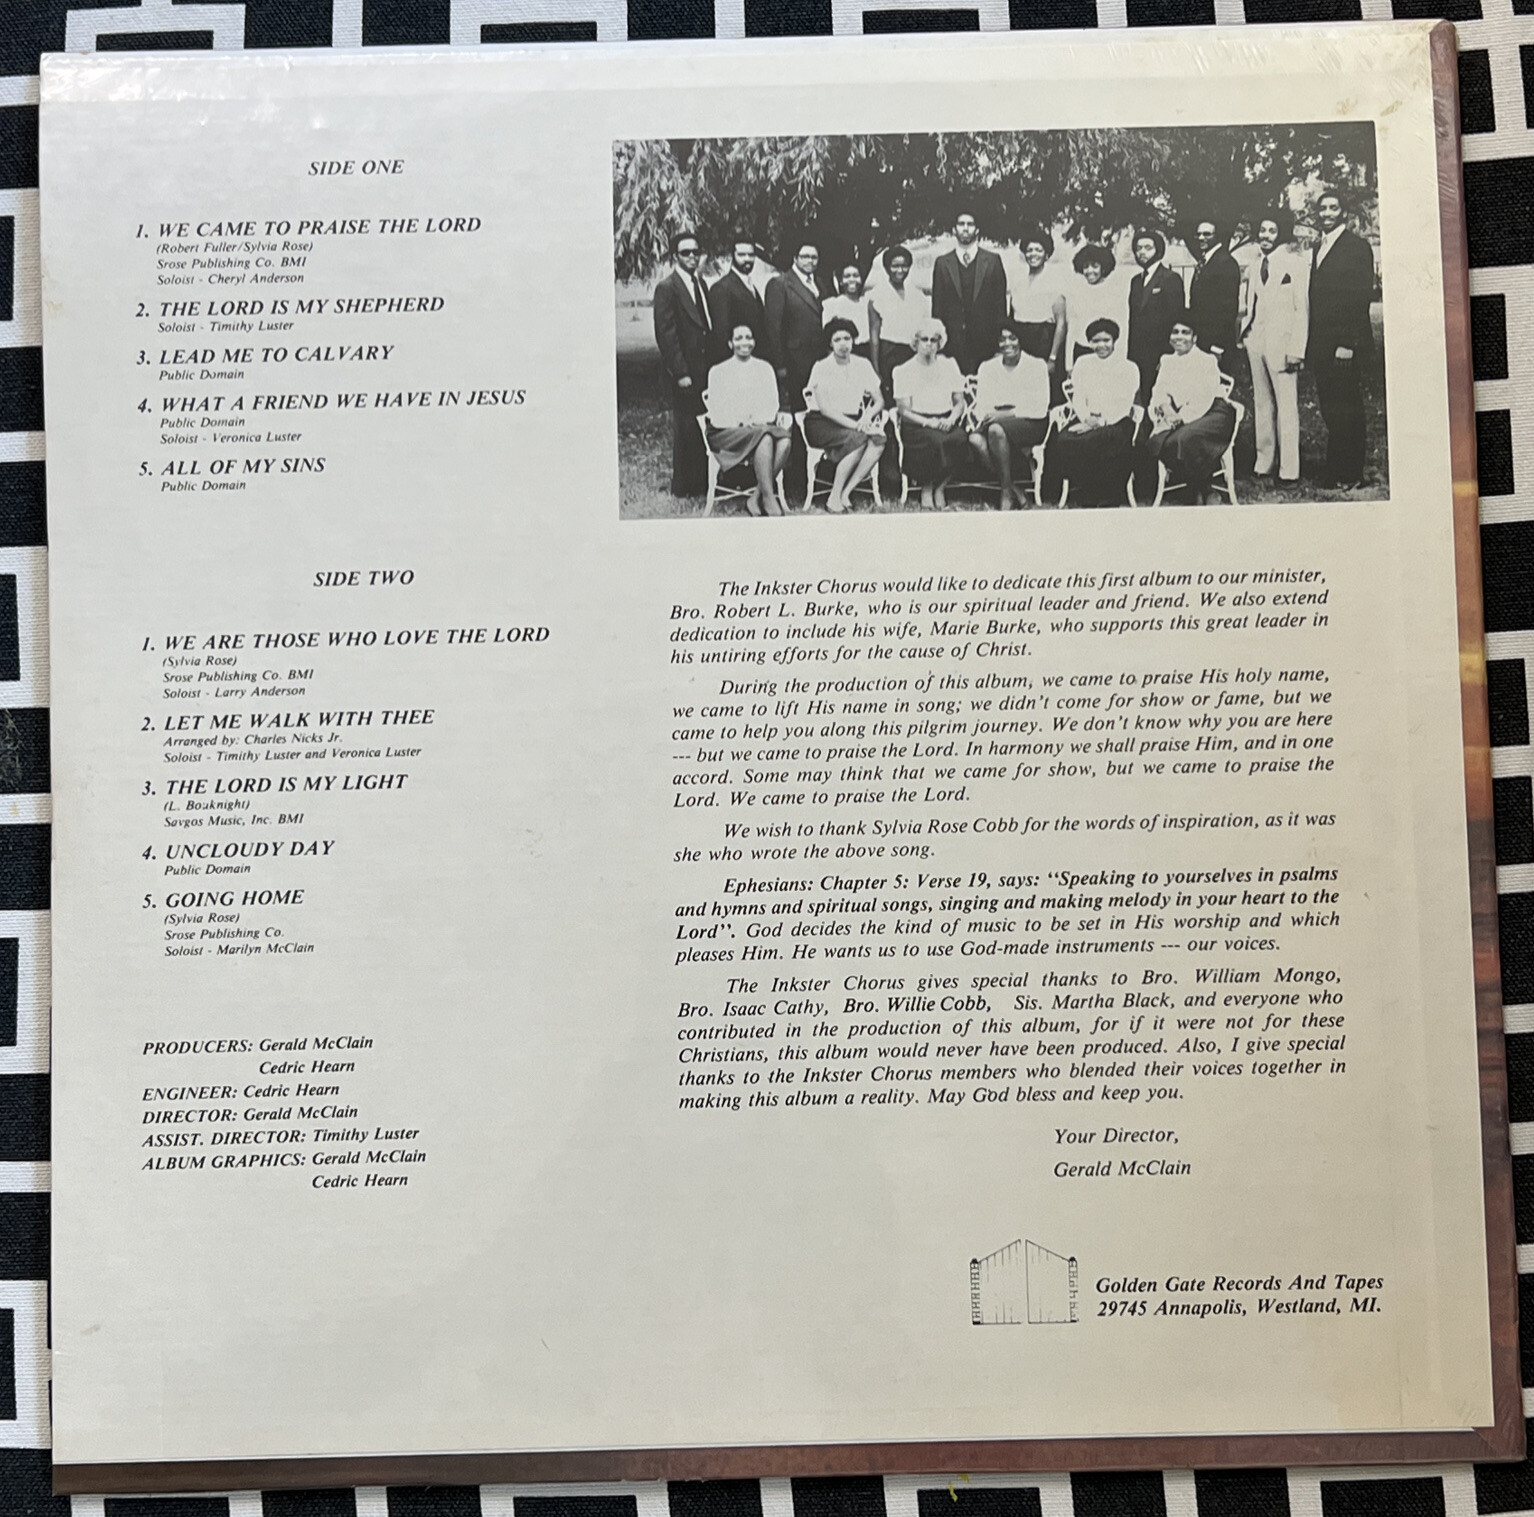 SIDE ONE
1. WE CAME TO PRAISE THE LORD
(Robert Fuller/Sylvia Rose)
Srose Publishing Co. BMI
Soloist - Cheryl Anderson
2. THE LORD IS MY SHEPHERD
Soloist - Timithy Luster
3. LEAD ME TO CALVARY
Public Domain
4. WHAT A FRIEND WE HAVE IN JESUS
Public Domain
Soloist - Veronica Luster
5. ALL OF MY SINS
Public Domain
SIDE TWO
1. WE ARE THOSE WHO LOVE THE LORD
(Sylvia Rose)
Srose Publishing Co. BMI
Soloist - Larry Anderson
2. LET ME WALK WITH THEE
Arranged by: Charles Nicks Jr.
Soloist - Timithy Luster and Veronica Luster
3. THE LORD IS MY LIGHT
(L. Bouknight)
Savgos Music, Inc. BMI
4. UNCLOUDY DAY
Public Domain
5. GOING HOME
(Sylvia Rose)
Srose Publishing Co.
Soloist - Marilyn McClain
PRODUCERS: Gerald McClain
Cedric Hearn
ENGINEER: Cedric Hearn
DIRECTOR: Gerald McClain
ASSIST. DIRECTOR: Timithy Luster
ALBUM GRAPHICS: Gerald McClain
Cedric Hearn
The Inkster Chorus would like to dedicate this first album to our minister,
Bro. Robert L. Burke, who is our spiritual leader and friend. We also extend
dedication to include his wife, Marie Burke, who supports this great leader in
his untiring efforts for the cause of Christ.
During the production of this album, we came to praise His holy name,
we came to lift His name in song; we didn't come for show or fame, but we
came to help you along this pilgrim journey. We don't know why you are here
--- but we came to praise the Lord. In harmony we shall praise Him, and in one
accord. Some may think that we came for show, but we came to praise the
Lord. We came to praise the Lord.
We wish to thank Sylvia Rose Cobb for the words of inspiration, as it was
she who wrote the above song.
Ephesians: Chapter 5: Verse 19, says: “Speaking to yourselves in psalms
and hymns and spiritual songs, singing and making melody in your heart to the
Lord”. God decides the kind of music to be set in His worship and which
pleases Him. He wants us to use God-made instruments --- our voices.
The Inkster Chorus gives special thanks to Bro. William Mongo,
Bro. Isaac Cathy, Bro. Willie Cobb, Sis. Martha Black, and everyone who
contributed in the production of this album, for if it were not for these
Christians, this album would never have been produced. Also, I give special
thanks to the Inkster Chorus members who blended their voices together in
making this album a reality. May God bless and keep you.
Your Director,
Gerald McClain
Golden Gate Records And Tapes
29745 Annapolis, Westland, MI.